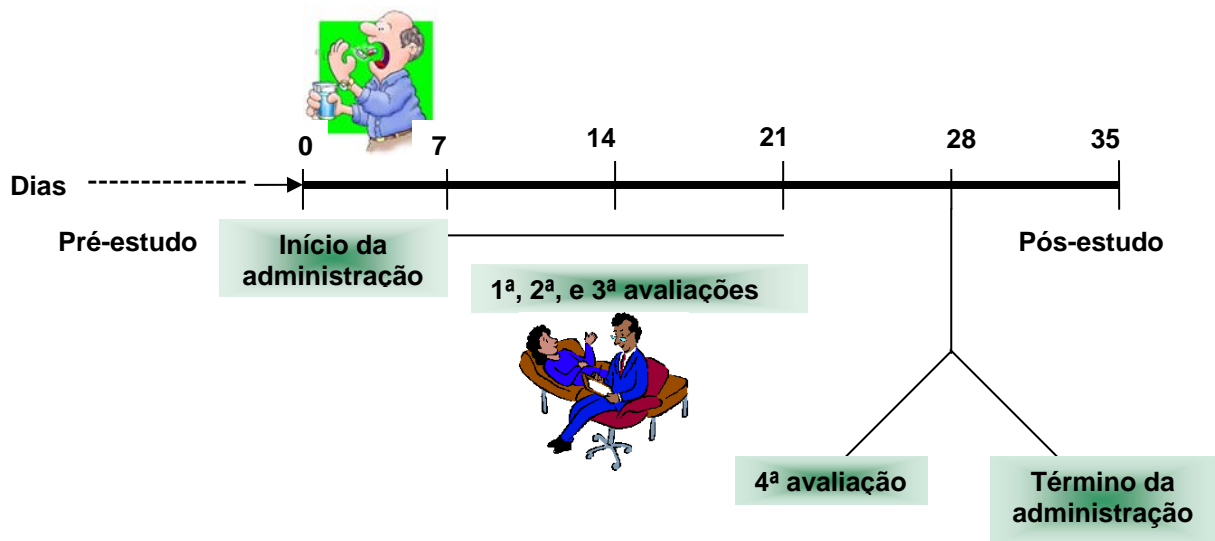 0 7 14 21 28 35
Dias
Pré-estudo
Início da
administração
Pós-estudo
1ª, 2ª, e 3ª avaliações
4ª avaliação
Término da
administração